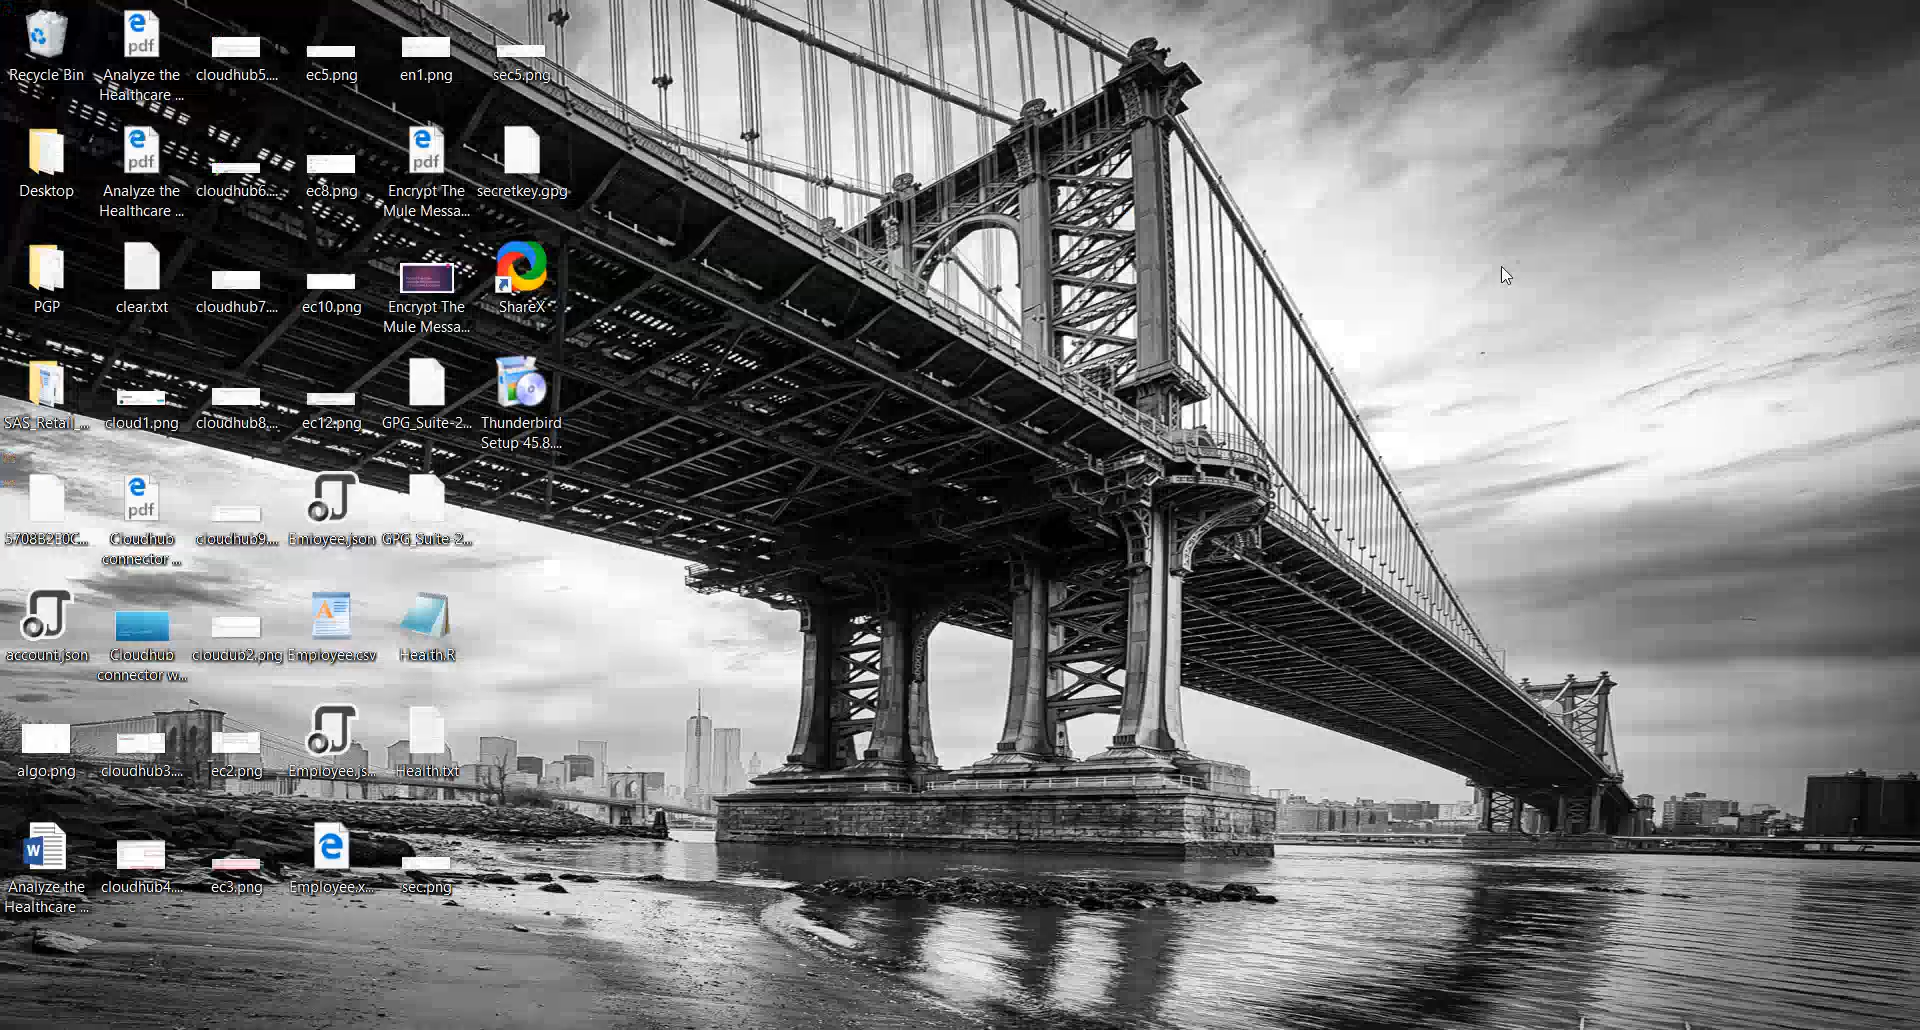 Recycle Bin
Analyze the
Healthcare ...
cloudhub5....
ec5.png
en1.png
sec5.png
Desktop
Analyze the
Healthcare ...
cloudhub6....
ec8.png
Encrypt The
Mule Messa...
secretkey.gpg
PGP
clear.txt
cloudhub7....
ec10.png
Encrypt The
Mule Messa...
ShareX
SAS_Retail_...
cloud1.png
cloudhub8....
ec12.png
GPG_Suite-2...
Thunderbird
Setup 45.8....
5708B2E0C...
Cloudhub
connector ...
cloudhub9....
Emloyee.json
GPG_Suite-2...
account.json
Cloudhub
connector w...
cloudub2.png
Employee.csv
Health.R
algo.png
cloudhub3....
ec2.png
Employee.js...
Health.txt
Analyze the
Healthcare ...
cloudhub4....
ec3.png
Employee.x...
sec.png